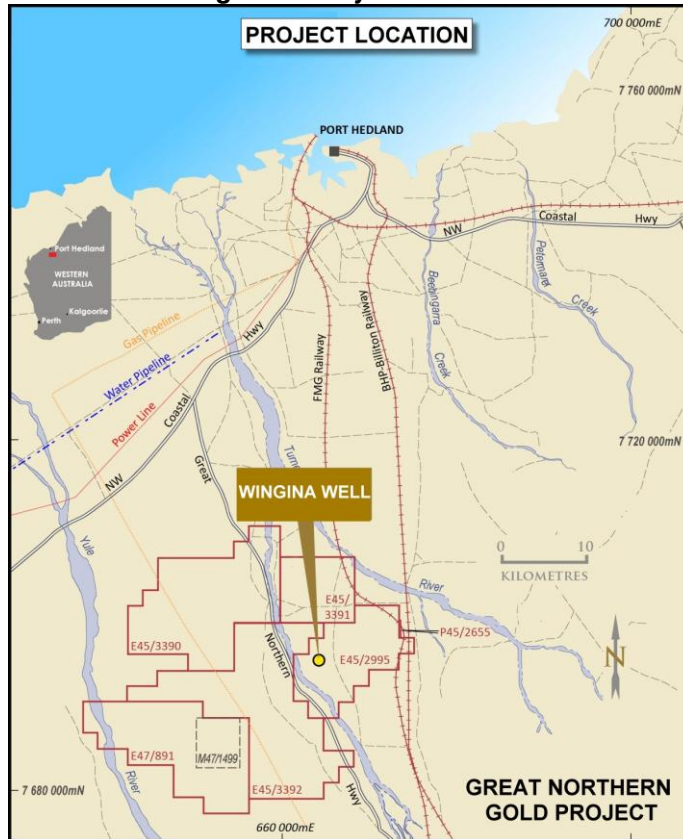 PROJECT LOCATION
700 000mE
7 760 000mN
PORT HEDLAND
NW
Coastal
Hwy
Port Hedland
WESTERN
AUSTRALIA
Kalgoorlie
Perth
Beebingarra
Creek
Petermarer
Creek
Gas Pipeline
Water Pipeline
Power Line
Hwy
Coastal
NW
Great
FMG Railway
BHP-Billiton Railway
7 720 000mN
WINGINA WELL
Yule
River
0 10
KILOMETRES
E45/
3391
P45/2655
E45/3390
E45/2995
Northern
N
E47/891
M47/1499
E45/3392
River
Hwy
7 680 000mN
660 000mE
GREAT NORTHERN
GOLD PROJECT